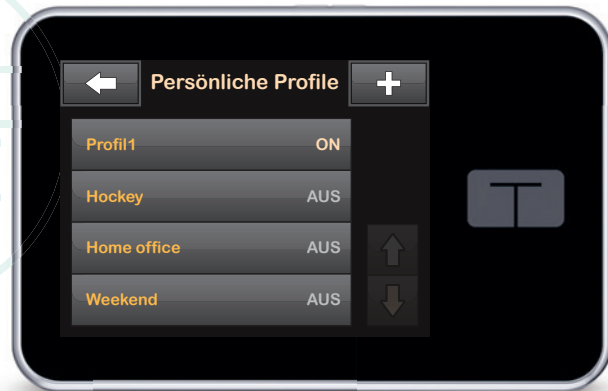 Persönliche Profile
Profil1 ON
Hockey AUS
Home office AUS
Weekend AUS